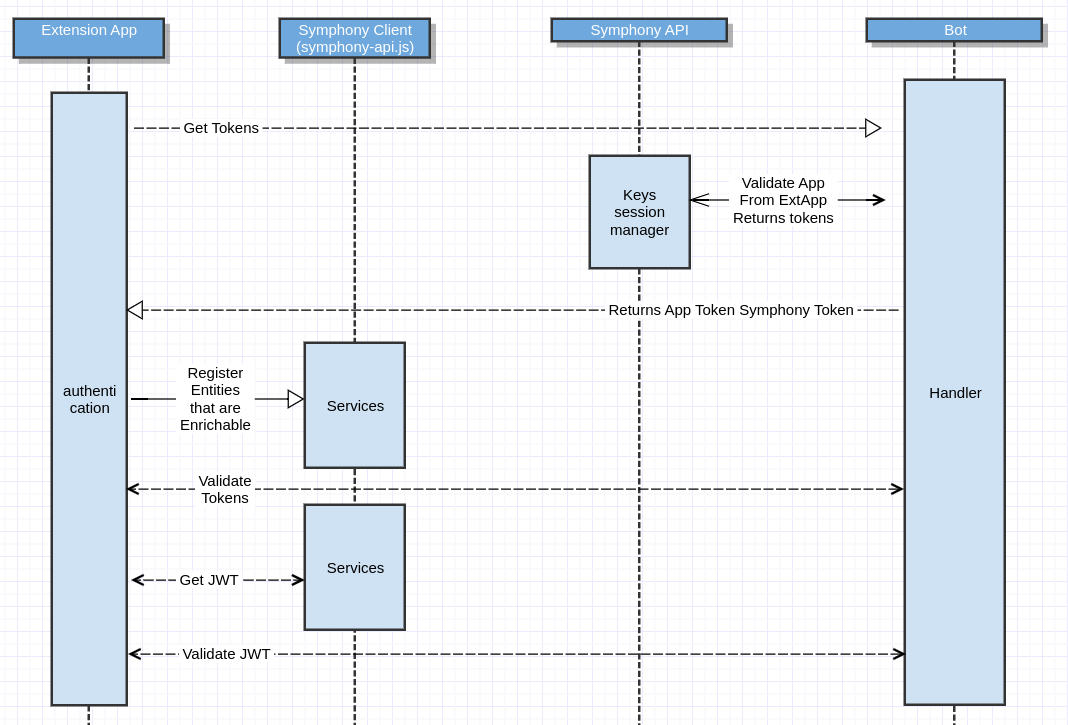 Extension App
Symphony Client
(symphony-api.js)
Symphony API
Bot
Get Tokens
Keys
session
manager
Validate App
From ExtApp
Returns tokens
Returns App Token Symphony Token
authenti
cation
Register
Entities
that are
Enrichable
Services
Handler
Validate
Tokens
Services
Get JWT
Validate JWT